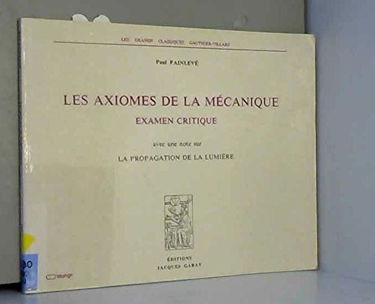 LES GRANDS CLASSIQUES GAUTHIER-VILLARS
Paul PAINLEVÉ
LES AXIOMES DE LA MÉCANIQUE
EXAMEN CRITIQUE
avec une note sur
LA PROPAGATION DE LA LUMIÈRE
ÉDITIONS
JACQUES GABAY